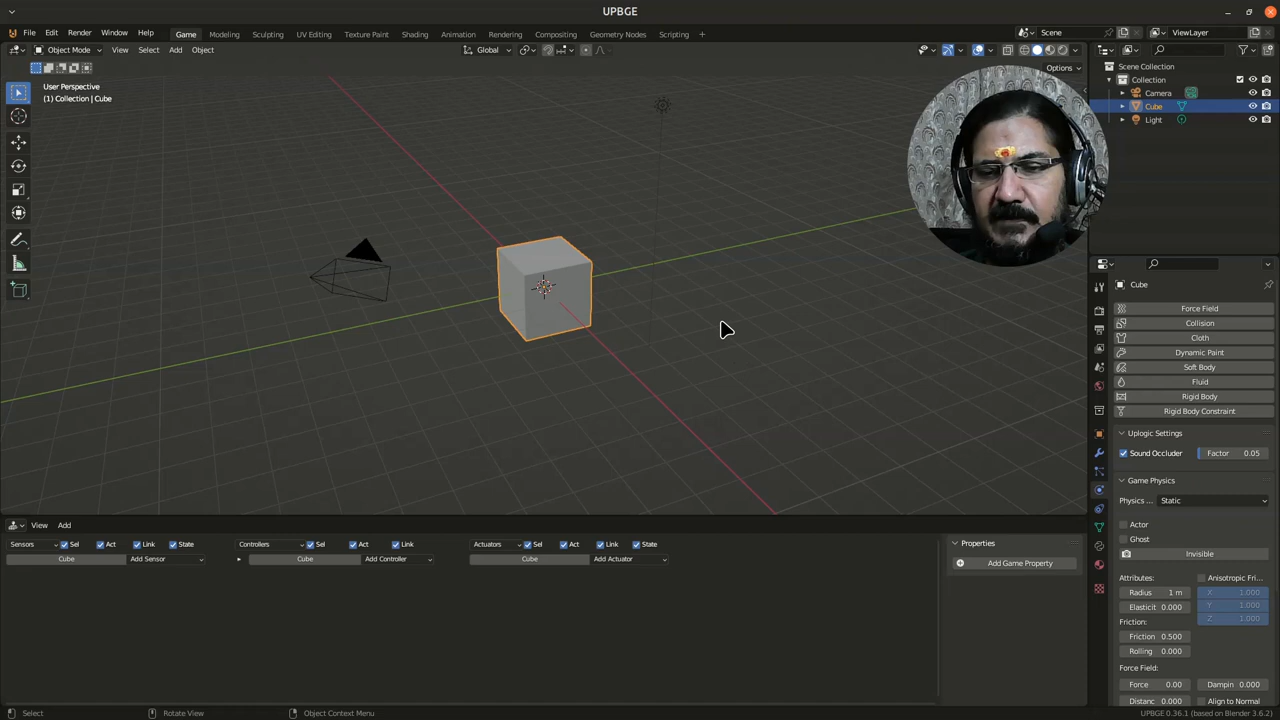 UPBGE
File Edit Render Window Help Game Modeling Sculpting UV Editing Texture Paint Shading Animation Rendering Compositing Geometry Nodes Scripting + Scene ViewLayer
Object Mode View Select Add Object Global
Options
User Perspective
(1) Collection | Cube
Scene Collection
Collection
Camera
Cube
Light
Cube
Force Field
Collision
Cloth
Dynamic Paint
Soft Body
Fluid
Rigid Body
Rigid Body Constraint
Uplogic Settings
Sound Occluder Factor 0.05
Game Physics
Physics ... Static
Actor
Ghost
Invisible
Attributes: Anisotropic Fri...
Radius 1 m X 1.000
Elasticit 0.000 Y 1.000
Friction: Z 1.000
Friction 0.500
Rolling 0.000
Force Field:
Force 0.00 Dampin 0.000
Distanc 0.00 Align to Normal
View Add
Sensors Sel Act Link State Controllers Sel Act Link Actuators Sel Act Link State
Cube Add Sensor Cube Add Controller Cube Add Actuator
Properties
Add Game Property
Select Rotate View Object Context Menu UPBGE 0.36.1 (based on Blender 3.6.2)